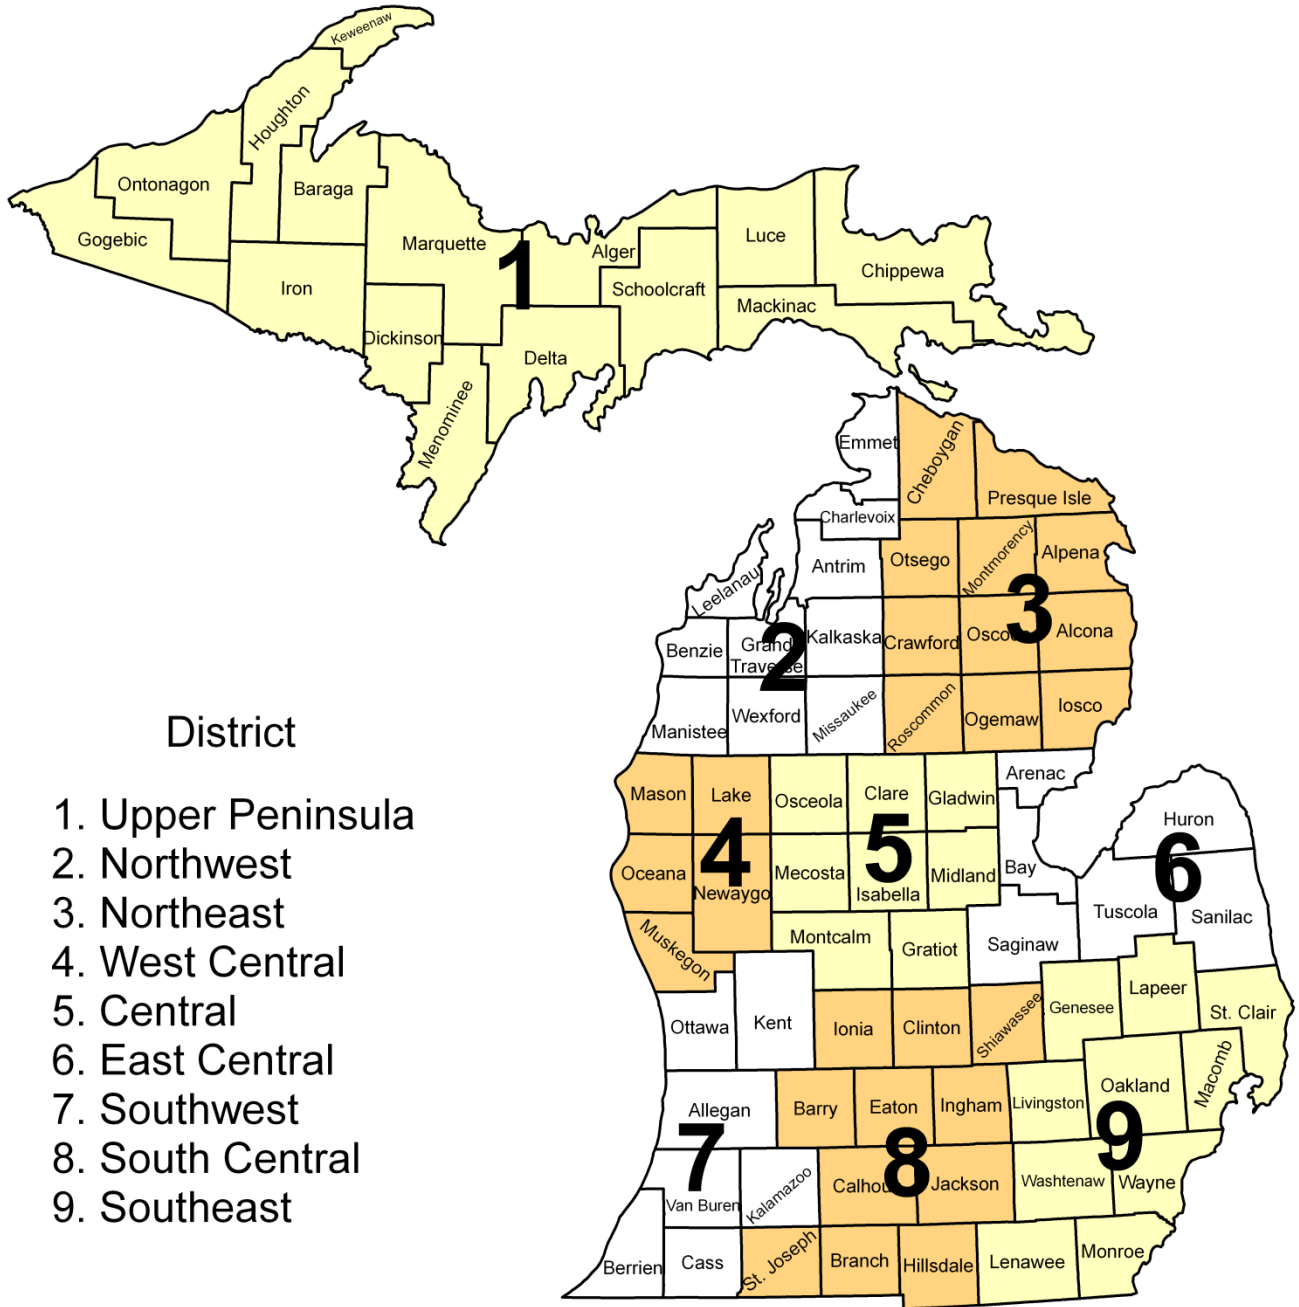 Keweenaw
Houghton
Ontonagon
Baraga
Gogebic
Marquette
1
Alger
Luce
Chippewa
Iron
Schoolcraft
Mackinac
Dickinson
Delta
Menominee
Emmet
Cheboygan
Presque Isle
Charlevoix
Antrim
Otsego
Montmorency
Alpena
Leelanau
3
Benzie
Grand
Traverse
2
Kalkaska
Crawford
Oscoda
Alcona
Manistee
Wexford
Missaukee
Roscommon
Ogemaw
Iosco
District
1. Upper Peninsula
2. Northwest
3. Northeast
4. West Central
5. Central
6. East Central
7. Southwest
8. South Central
9. Southeast
Mason
Lake
Osceola
Clare
Gladwin
Arenac
Huron
4
5
6
Oceana
Newaygo
Mecosta
Isabella
Midland
Bay
Tuscola
Sanilac
Muskegon
Montcalm
Gratiot
Saginaw
Genesee
Lapeer
St. Clair
Ottawa
Kent
Ionia
Clinton
Shiawassee
Allegan
Barry
Eaton
Ingham
Livingston
Oakland
Macomb
7
8
9
Van Buren
Kalamazoo
Calhoun
Jackson
Washtenaw
Wayne
Berrien
Cass
St. Joseph
Branch
Hillsdale
Lenawee
Monroe